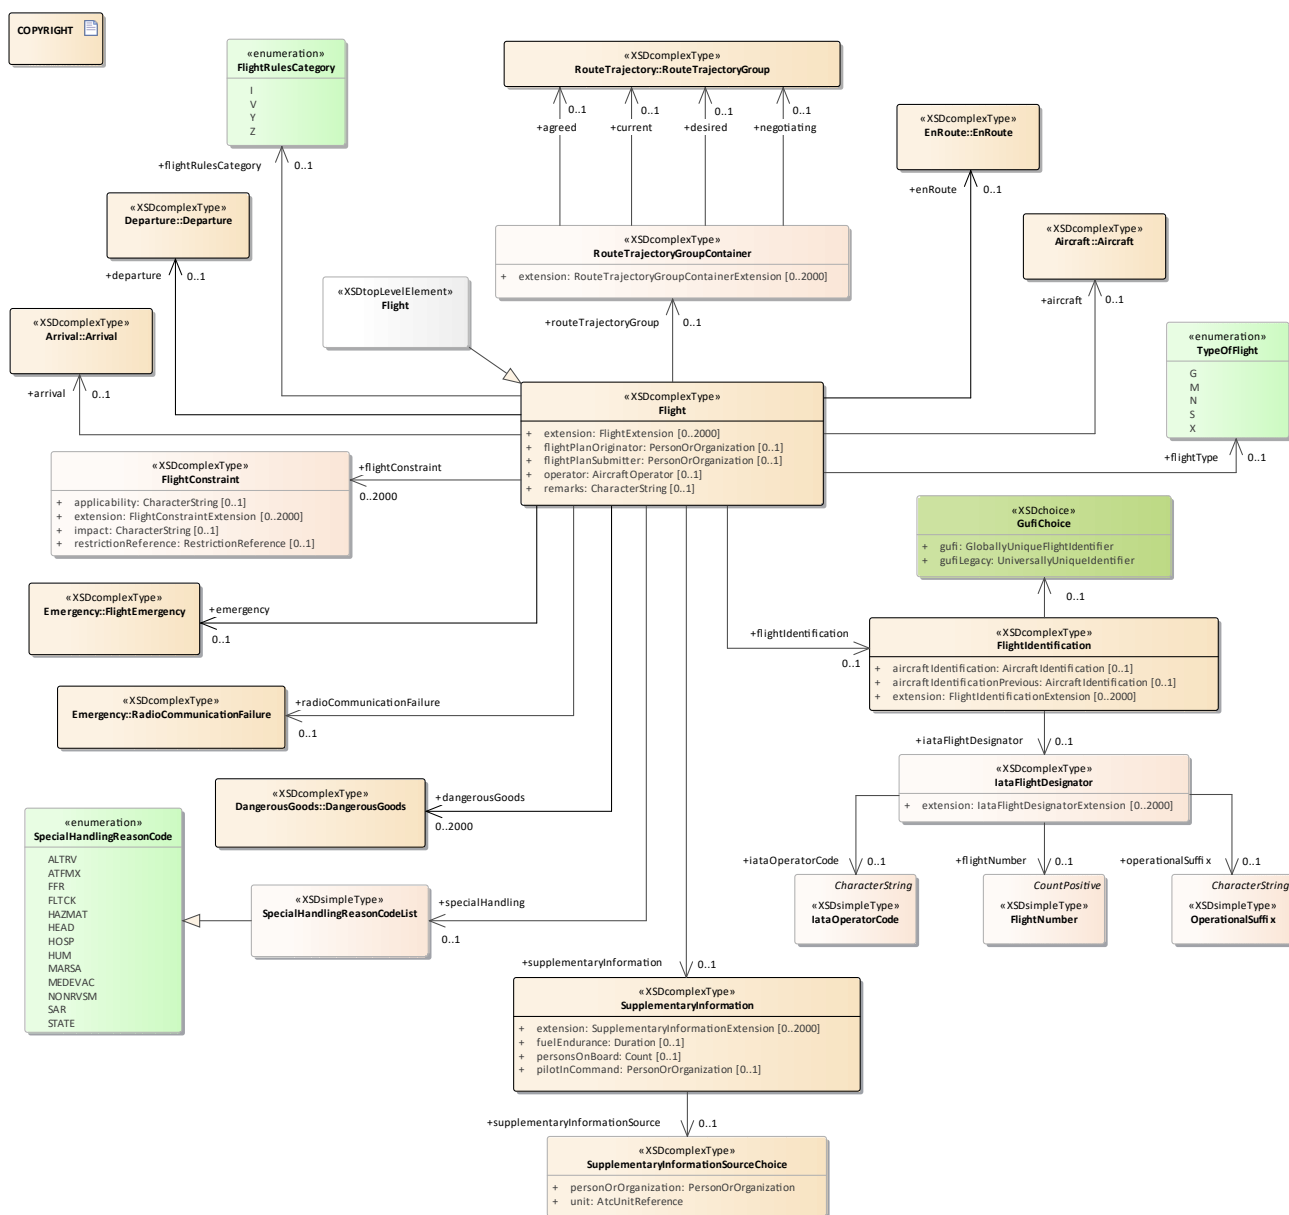 COPYRIGHT
«enumeration»
FlightRulesCategory
I
V
Y
Z
+flightRulesCategory
0..1
«XSDcomplexType»
RouteTrajectory::RouteTrajectoryGroup
0..1
0..1
0..1
0..1
+agreed
+current
+desired
+negotiating
«XSDcomplexType»
RouteTrajectoryGroupContainer
+ extension: RouteTrajectoryGroupContainerExtension [0..2000]
+routeTrajectoryGroup
0..1
«XSDcomplexType»
EnRoute::EnRoute
+enRoute
0..1
«XSDcomplexType»
Departure::Departure
+departure
0..1
«XSDcomplexType»
Aircraft::Aircraft
+aircraft
0..1
«XSDtopLevelElement»
Flight
«XSDcomplexType»
Arrival::Arrival
+arrival
0..1
«enumeration»
TypeOfFlight
G
M
N
S
X
+flightType
0..1
«XSDcomplexType»
Flight
+ extension: FlightExtension [0..2000]
+ flightPlanOriginator: PersonOrOrganization [0..1]
+ flightPlanSubmitter: PersonOrOrganization [0..1]
+ operator: AircraftOperator [0..1]
+ remarks: CharacterString [0..1]
«XSDcomplexType»
FlightConstraint
+ applicability: CharacterString [0..1]
+ extension: FlightConstraintExtension [0..2000]
+ impact: CharacterString [0..1]
+ restrictionReference: RestrictionReference [0..1]
+flightConstraint
0..2000
«XSDchoice»
GufiChoice
+ gufi: GloballyUniqueFlightIdentifier
+ gufiLegacy: UniversallyUniqueIdentifier
0..1
«XSDcomplexType»
Emergency::FlightEmergency
+emergency
0..1
+flightIdentification
0..1
«XSDcomplexType»
FlightIdentification
+ aircraftIdentification: AircraftIdentification [0..1]
+ aircraftIdentificationPrevious: AircraftIdentification [0..1]
+ extension: FlightIdentificationExtension [0..2000]
«XSDcomplexType»
Emergency::RadioCommunicationFailure
+radioCommunicationFailure
0..1
+iataFlightDesignator
0..1
«XSDcomplexType»
IataFlightDesignator
+ extension: IataFlightDesignatorExtension [0..2000]
«XSDcomplexType»
DangerousGoods::DangerousGoods
+dangerousGoods
0..2000
+iataOperatorCode
0..1
+flightNumber
0..1
+operationalSuffix
0..1
CharacterString
«XSDsimpleType»
IataOperatorCode
CountPositive
«XSDsimpleType»
FlightNumber
CharacterString
«XSDsimpleType»
OperationalSuffix
«enumeration»
SpecialHandlingReasonCode
ALTRV
ATFMX
FFR
FLTCK
HAZMAT
HEAD
HOSP
HUM
MARSA
MEDEVAC
NONRVSM
SAR
STATE
«XSDsimpleType»
SpecialHandlingReasonCodeList
+specialHandling
0..1
+supplementaryInformation
0..1
«XSDcomplexType»
SupplementaryInformation
+ extension: SupplementaryInformationExtension [0..2000]
+ fuelEndurance: Duration [0..1]
+ personsOnBoard: Count [0..1]
+ pilotInCommand: PersonOrOrganization [0..1]
+supplementaryInformationSource
0..1
«XSDcomplexType»
SupplementaryInformationSourceChoice
+ personOrOrganization: PersonOrOrganization
+ unit: AtcUnitReference